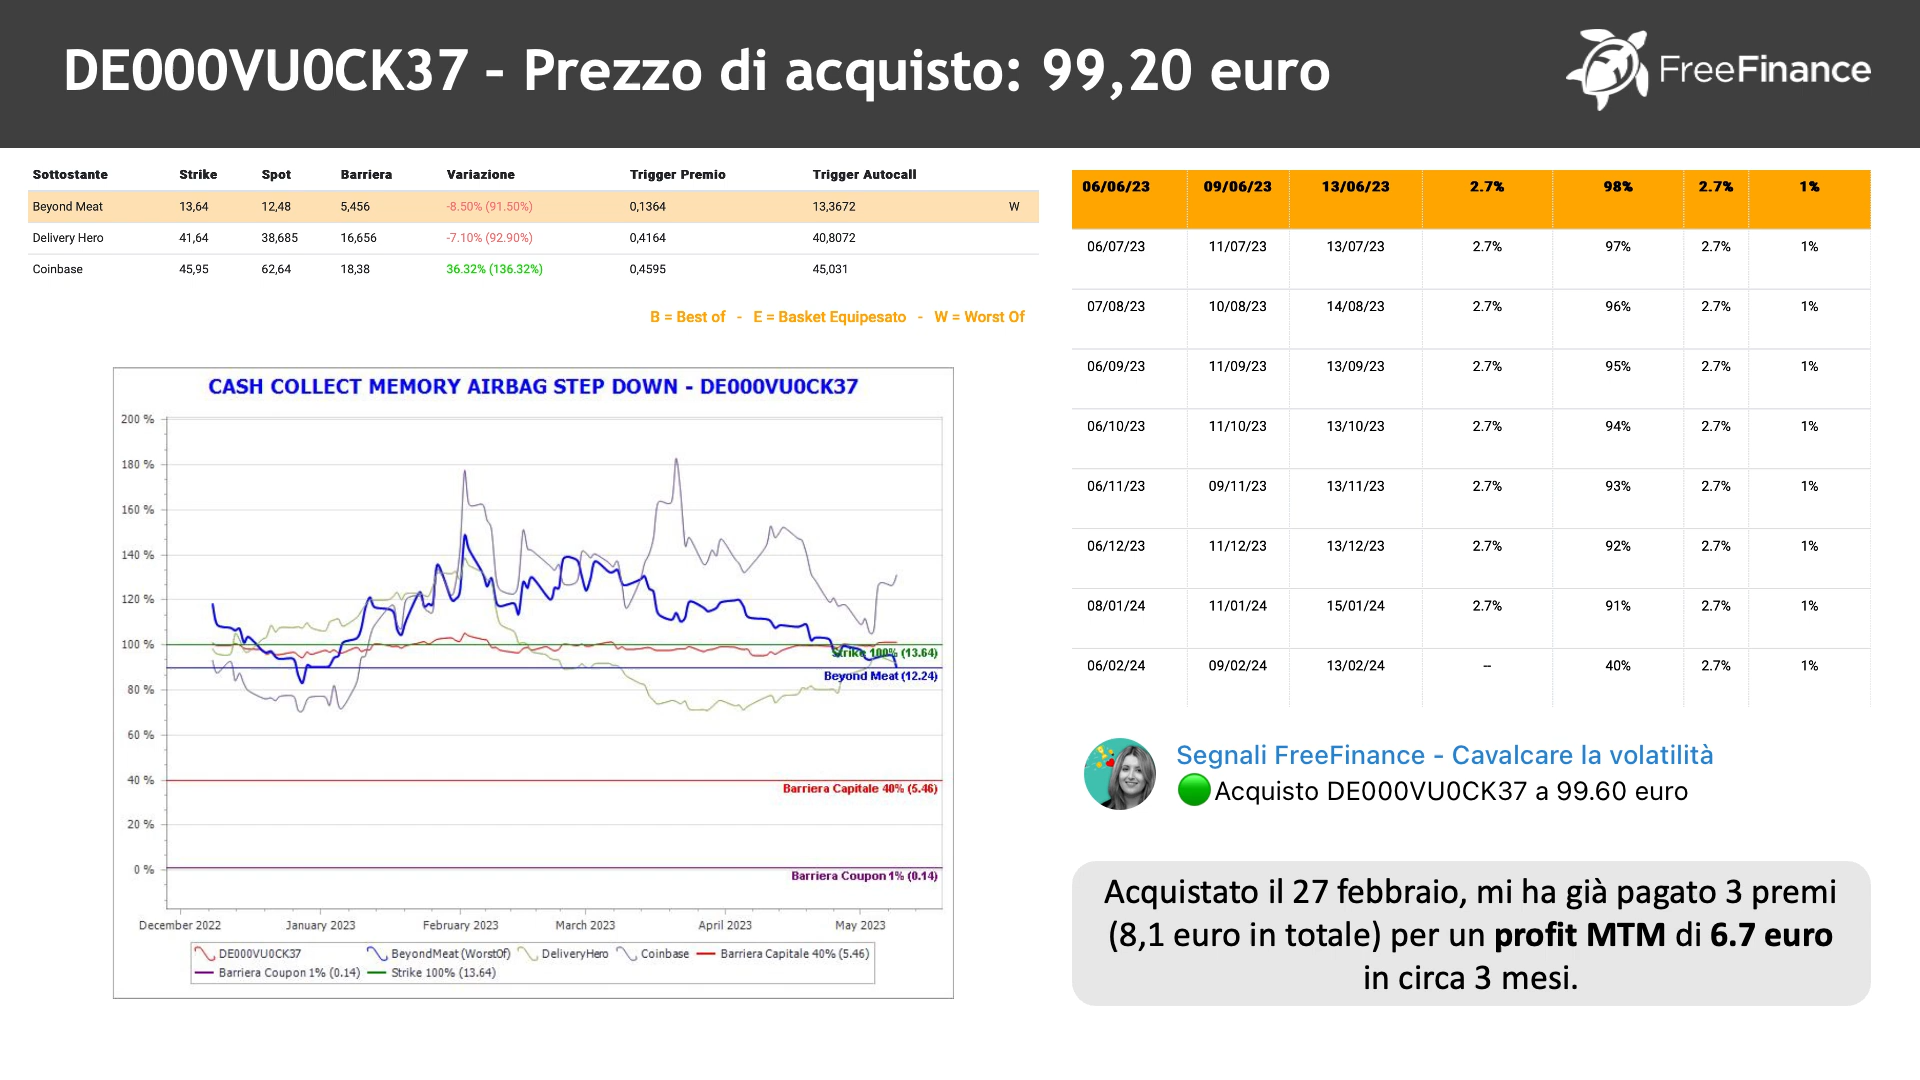 DE000VU0CK37 - Prezzo di acquisto: 99,20 euro
FreeFinance
Sottostante Strike Spot Barriera Variazione Trigger Premio Trigger Autocall
Beyond Meat 13,64 12,48 5,456 -8.50% (91.50%) 0,1364 13,3672 W
Delivery Hero 41,64 38,685 16,656 -7.10% (92.90%) 0,4164 40,8072
Coinbase 45,95 62,64 18,38 36.32% (136.32%) 0,4595 45,031
B = Best of - E = Basket Equipesato - W = Worst Of
CASH COLLECT MEMORY AIRBAG STEP DOWN - DE000VU0CK37
200 %
180 %
160 %
140 %
120 %
100 %
80 %
60 %
40 %
20 %
0 %
Strike 100% (13.64)
Beyond Meat (12.24)
Barriera Capitale 40% (5.46)
Barriera Coupon 1% (0.14)
December 2022 January 2023 February 2023 March 2023 April 2023 May 2023
DE000VU0CK37 BeyondMeat (WorstOf) DeliveryHero Coinbase Barriera Capitale 40% (5.46)
Barriera Coupon 1% (0.14) Strike 100% (13.64)
06/06/23 09/06/23 13/06/23 2.7% 98% 2.7% 1%
06/07/23 11/07/23 13/07/23 2.7% 97% 2.7% 1%
07/08/23 10/08/23 14/08/23 2.7% 96% 2.7% 1%
06/09/23 11/09/23 13/09/23 2.7% 95% 2.7% 1%
06/10/23 11/10/23 13/10/23 2.7% 94% 2.7% 1%
06/11/23 09/11/23 13/11/23 2.7% 93% 2.7% 1%
06/12/23 11/12/23 13/12/23 2.7% 92% 2.7% 1%
08/01/24 11/01/24 15/01/24 2.7% 91% 2.7% 1%
06/02/24 09/02/24 13/02/24 -- 40% 2.7% 1%
Segnali FreeFinance - Cavalcare la volatilità
Acquisto DE000VU0CK37 a 99.60 euro
Acquistato il 27 febbraio, mi ha già pagato 3 premi
(8,1 euro in totale) per un profit MTM di 6.7 euro
in circa 3 mesi.